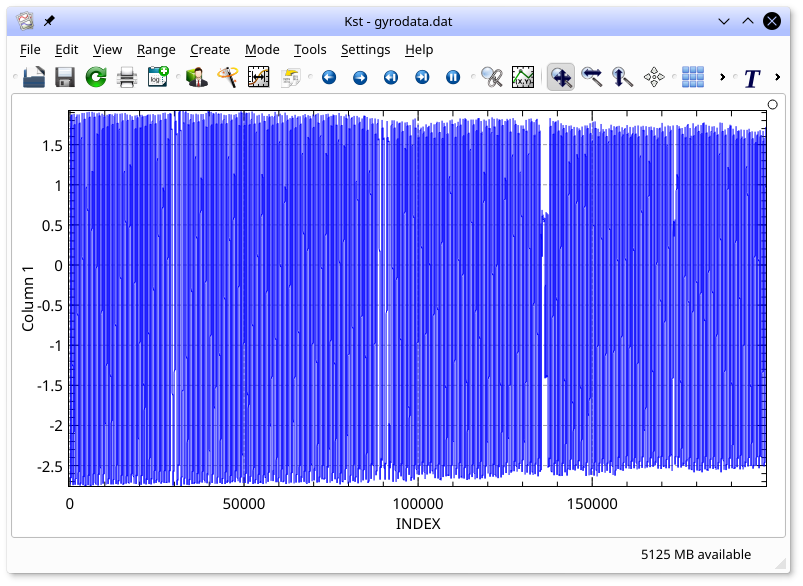 Kst - gyrodata.dat
File Edit View Range Create Mode Tools Settings Help
log
(X,Y)
T
1.5
1
0.5
0
-0.5
-1
-1.5
-2
-2.5
Column 1
0 50000 100000 150000
INDEX
5125 MB available